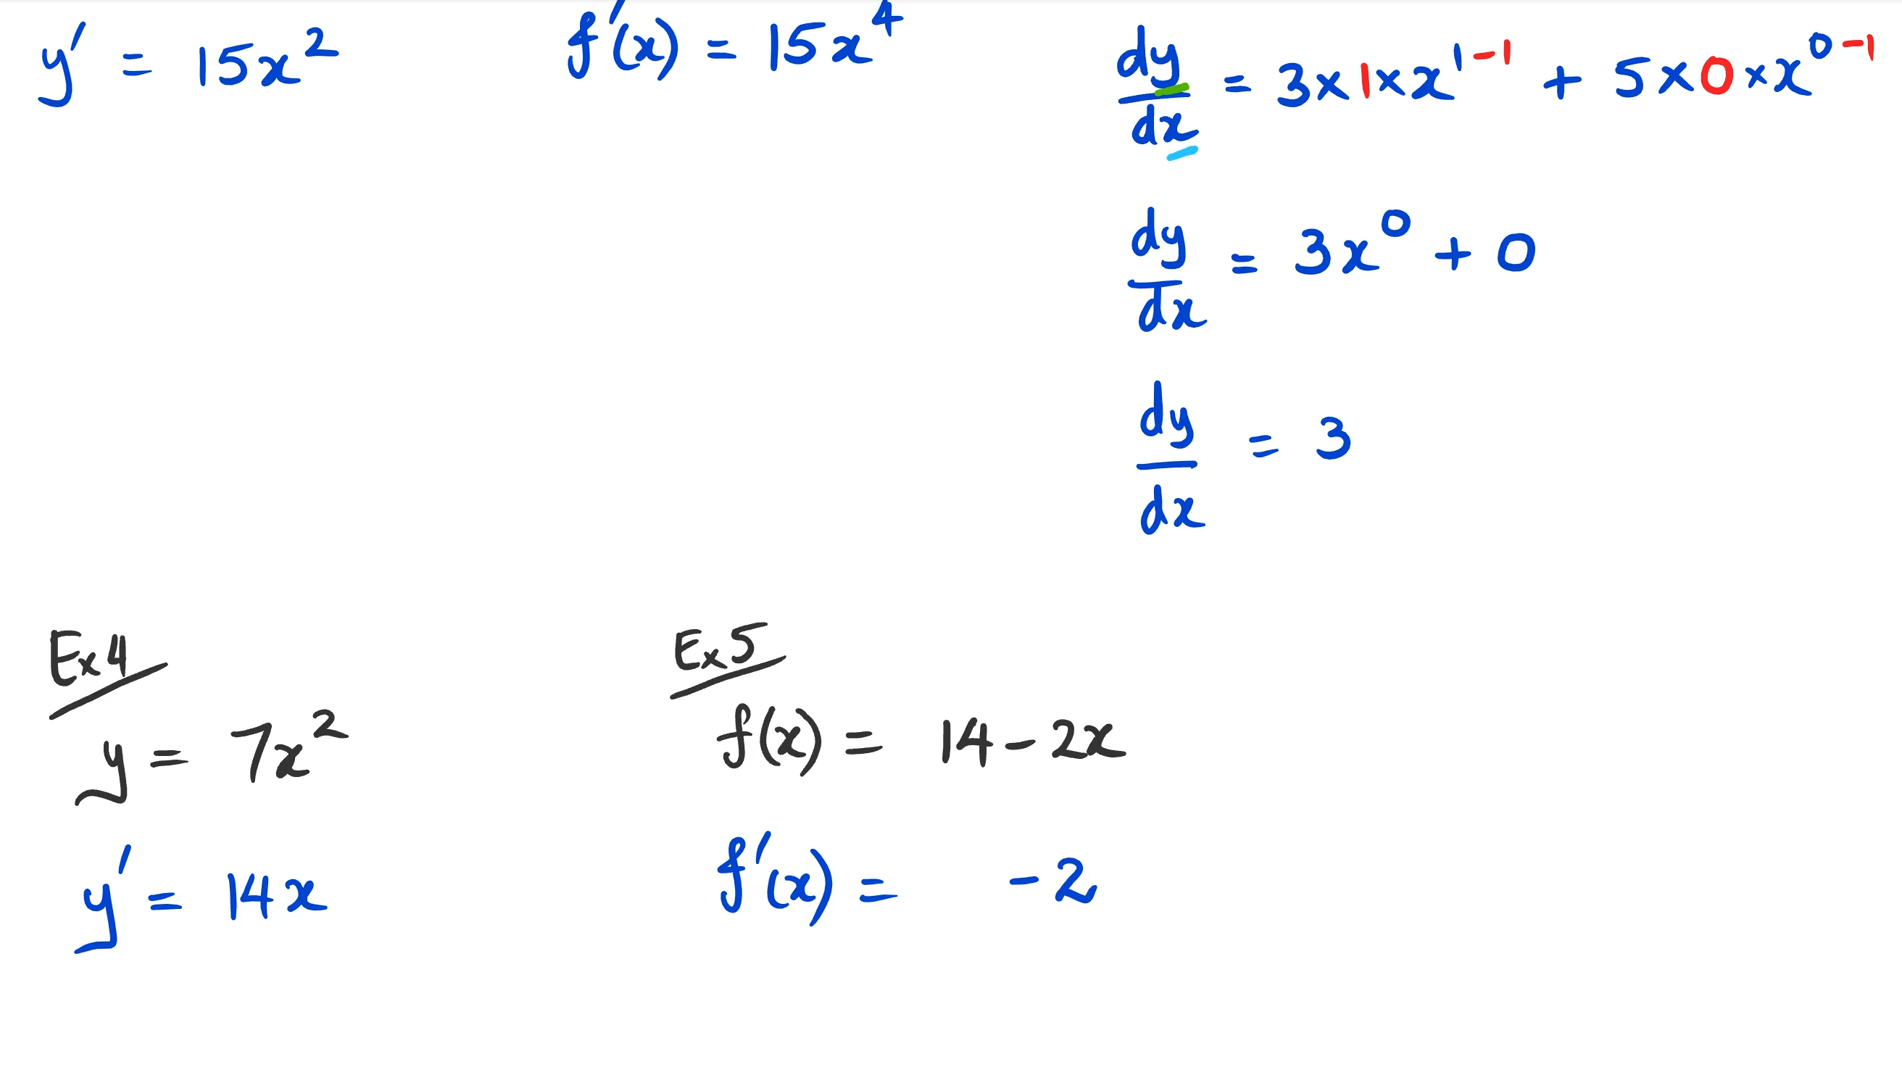 y′ = 15x²
f′(x) = 15x⁴
dy/dx = 3×1×x¹⁻¹ + 5×0×x⁰⁻¹
dy/dx = 3x⁰ + 0
dy/dx = 3
Ex4
y = 7x²
y′ = 14x
Ex5
f(x) = 14-2x
f′(x) = -2